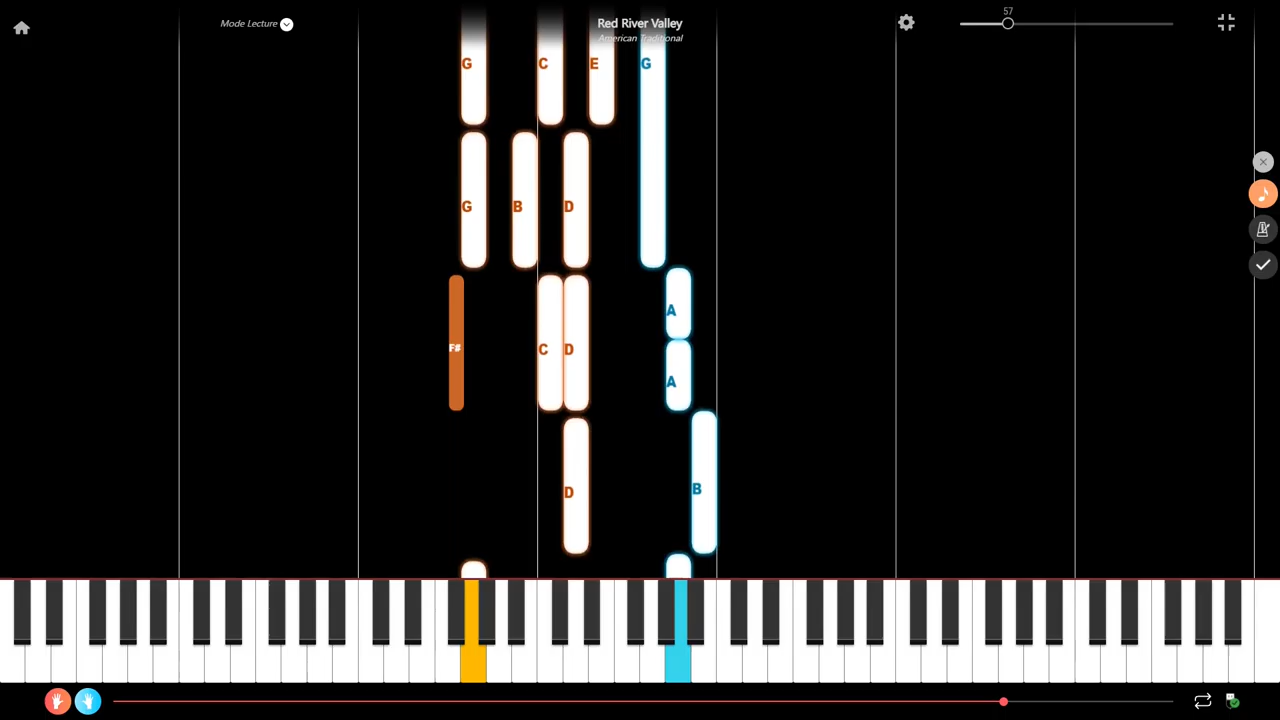 57
Mode Lecture
Red River Valley
American Traditional
G C E G
G B D
A
F# C D
A
D B